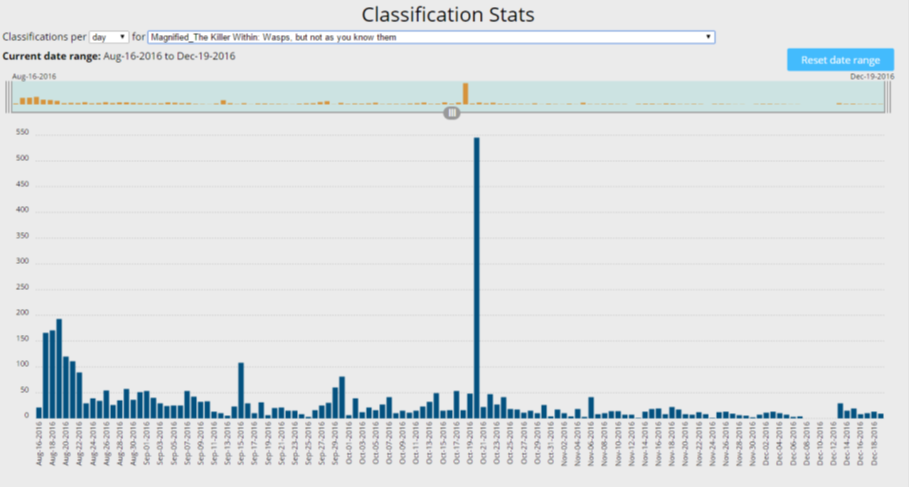 Classification Stats
Classifications per day for Magnified_The Killer Within: Wasps, but not as you know them
Current date range: Aug-16-2016 to Dec-19-2016
Reset date range
Aug-16-2016
Dec-19-2016
550
500
450
400
350
300
250
200
150
100
50
0
Aug-16-2016
Aug-18-2016
Aug-20-2016
Aug-22-2016
Aug-24-2016
Aug-26-2016
Aug-28-2016
Aug-30-2016
Sep-01-2016
Sep-03-2016
Sep-05-2016
Sep-07-2016
Sep-09-2016
Sep-11-2016
Sep-13-2016
Sep-15-2016
Sep-17-2016
Sep-19-2016
Sep-21-2016
Sep-23-2016
Sep-25-2016
Sep-27-2016
Sep-29-2016
Oct-01-2016
Oct-03-2016
Oct-05-2016
Oct-07-2016
Oct-09-2016
Oct-11-2016
Oct-13-2016
Oct-15-2016
Oct-17-2016
Oct-19-2016
Oct-21-2016
Oct-23-2016
Oct-25-2016
Oct-27-2016
Oct-29-2016
Oct-31-2016
Nov-02-2016
Nov-04-2016
Nov-06-2016
Nov-08-2016
Nov-10-2016
Nov-12-2016
Nov-14-2016
Nov-16-2016
Nov-18-2016
Nov-20-2016
Nov-22-2016
Nov-24-2016
Nov-26-2016
Nov-28-2016
Nov-30-2016
Dec-02-2016
Dec-04-2016
Dec-06-2016
Dec-08-2016
Dec-10-2016
Dec-12-2016
Dec-14-2016
Dec-16-2016
Dec-18-2016